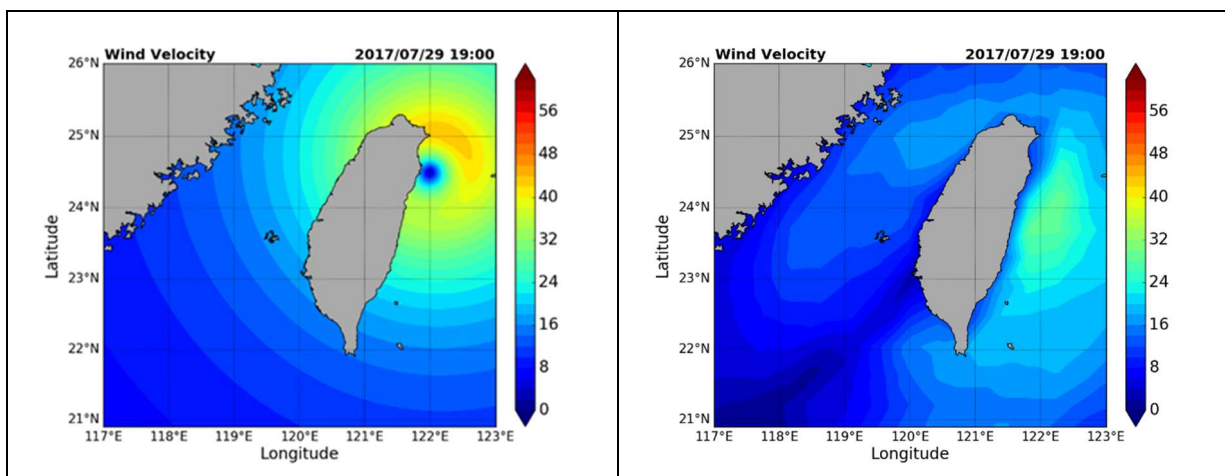 Wind Velocity 2017/07/29 19:00
26°N
25°N
24°N
23°N
22°N
21°N
Latitude
117°E 118°E 119°E 120°E 121°E 122°E 123°E
Longitude
56
48
40
32
24
16
8
0
Wind Velocity 2017/07/29 19:00
26°N
25°N
24°N
23°N
22°N
21°N
Latitude
117°E 118°E 119°E 120°E 121°E 122°E 123°E
Longitude
56
48
40
32
24
16
8
0